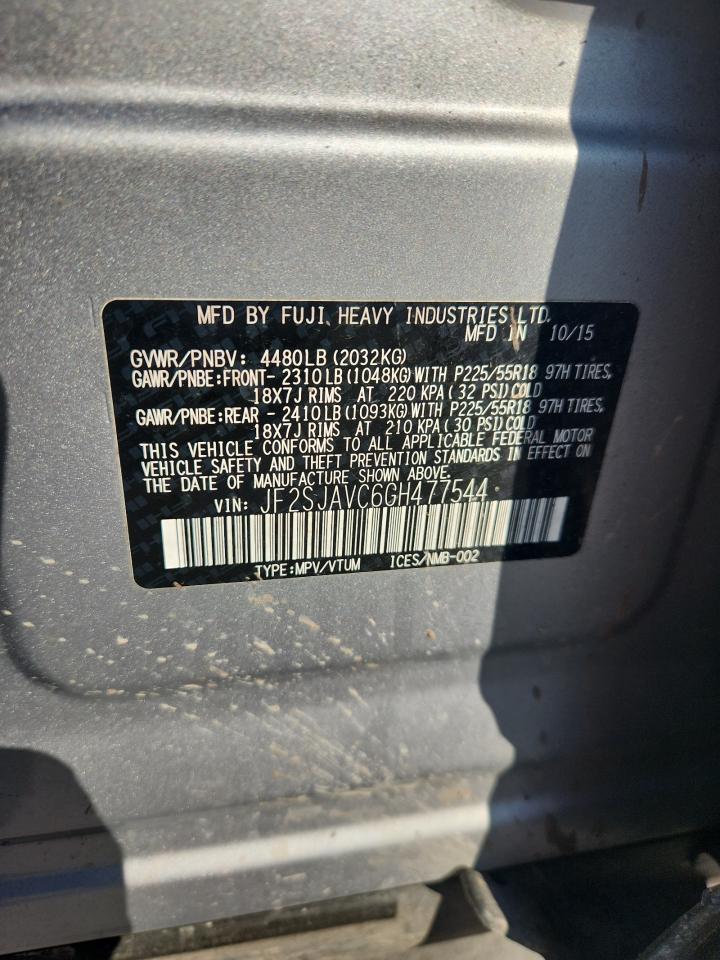 MFD BY FUJI HEAVY INDUSTRIES LTD.
MFD IN 10/15
GVWR/PNBV: 4480LB (2032KG)
GAWR/PNBE:FRONT- 2310LB(1048KG)WITH P225/55R18 97H TIRES,
18X7J RIMS AT 220 KPA(32 PSI)COLD
GAWR/PNBE:REAR - 2410LB(1093KG)WITH P225/55R18 97H TIRES,
18X7J RIMS AT 210 KPA(30 PSI)COLD
THIS VEHICLE CONFORMS TO ALL APPLICABLE FEDERAL MOTOR
VEHICLE SAFETY AND THEFT PREVENTION STANDARDS IN EFFECT ON
THE DATE OF MANUFACTURE SHOWN ABOVE.
VIN: JF2SJAVC6GH477544
TYPE:MPV/VTUM ICES/NMB-002